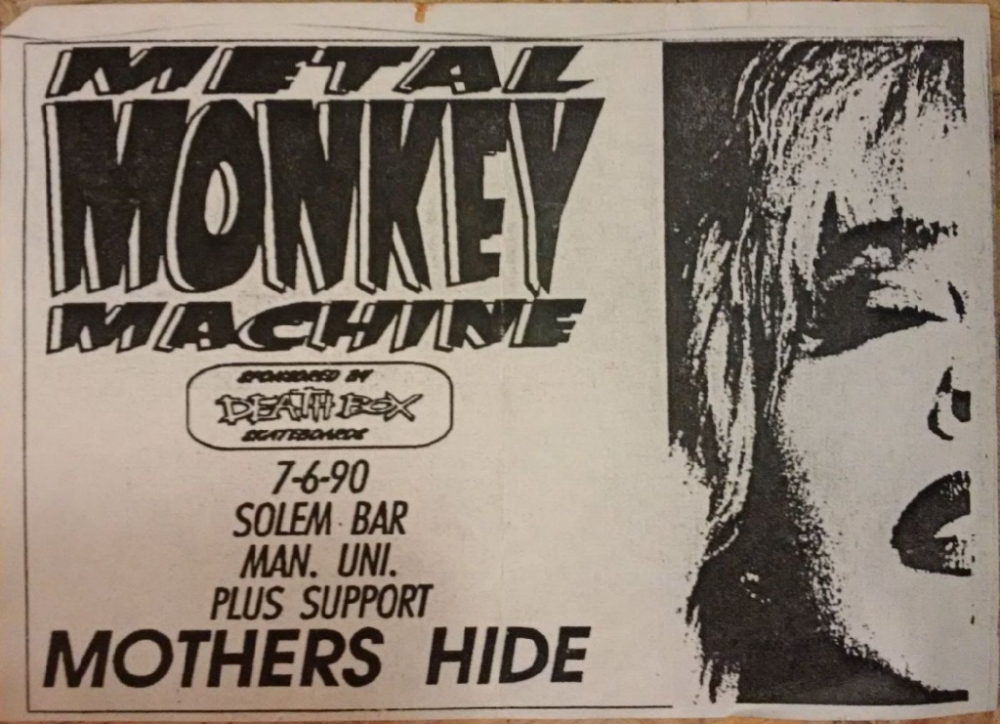 METAL
MONKEY
MACHINE
SPONSORED BY
DEATH BOX
SKATEBOARDS
7-6-90
SOLEM BAR
MAN. UNI.
PLUS SUPPORT
MOTHERS HIDE